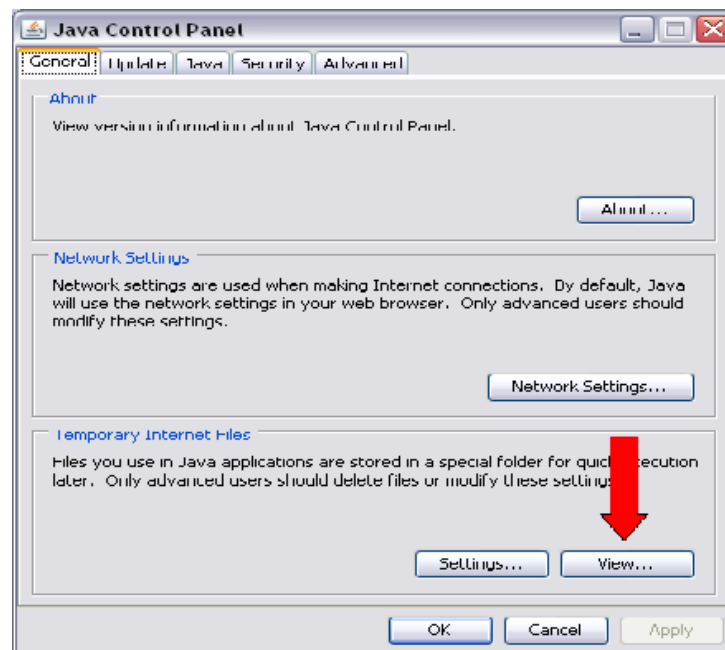 Java Control Panel
General Update Java Security Advanced
About
View version information about Java Control Panel.
About...
Network Settings
Network settings are used when making Internet connections. By default, Java
will use the network settings in your web browser. Only advanced users should
modify these settings.
Network Settings...
Temporary Internet Files
Files you use in Java applications are stored in a special folder for quick
later. Only advanced users should delete files or modify these settings
Settings... View...
OK Cancel Apply